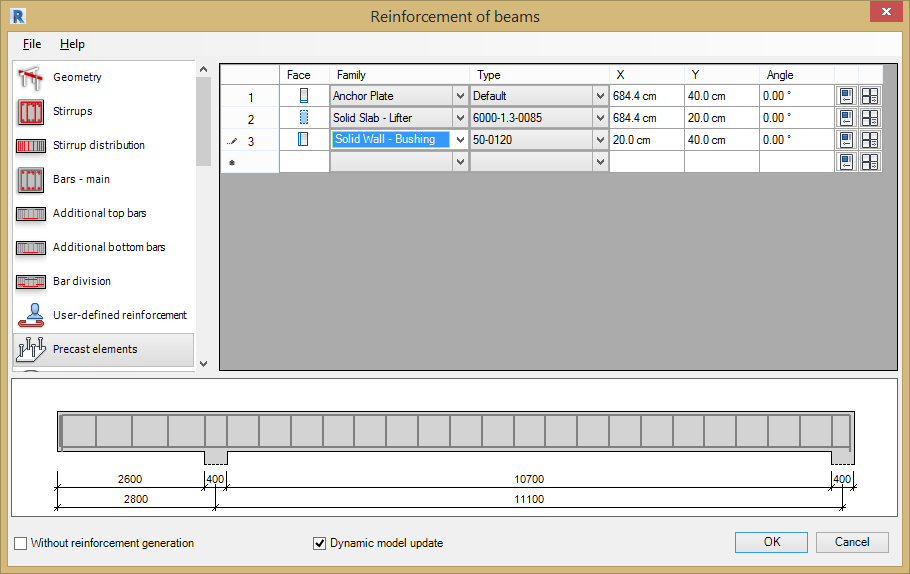 Reinforcement of beams
File Help
Geometry
Stirrups
Stirrup distribution
Bars - main
Additional top bars
Additional bottom bars
Bar division
User-defined reinforcement
Precast elements
Face Family Type X Y Angle
1 Anchor Plate Default 684.4 cm 40.0 cm 0.00 °
2 Solid Slab - Lifter 6000-1.3-0085 684.4 cm 20.0 cm 0.00 °
3 Solid Wall - Bushing 50-0120 20.0 cm 40.0 cm 0.00 °
2600 400 10700 400
2800 11100
Without reinforcement generation Dynamic model update OK Cancel